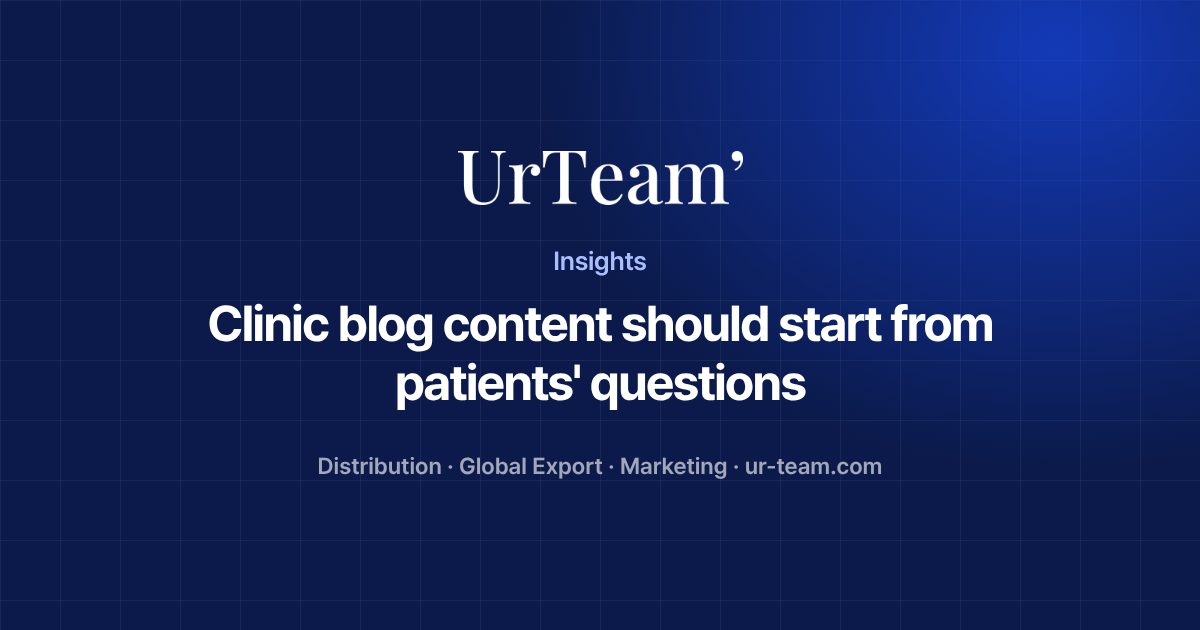 UrTeam’
Insights
Clinic blog content should start from
patients' questions
Distribution · Global Export · Marketing · ur-team.com